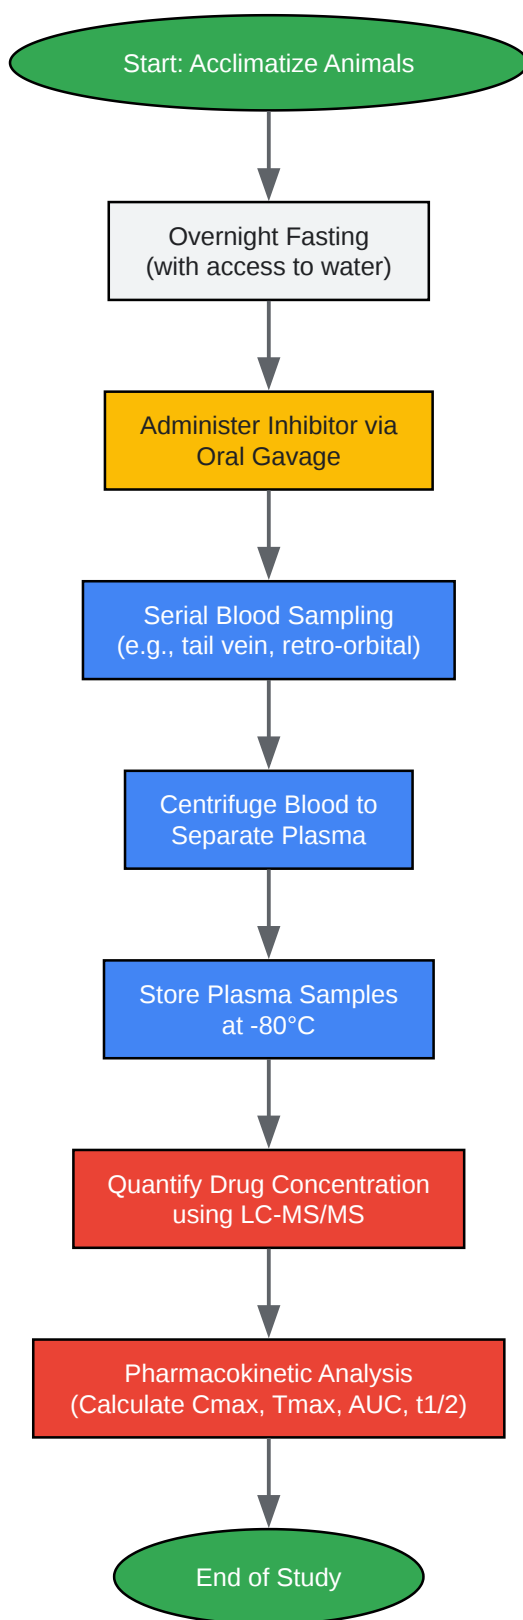 Start: Acclimatize Animals
Overnight Fasting
(with access to water)
Administer Inhibitor via
Oral Gavage
Serial Blood Sampling
(e.g., tail vein, retro-orbital)
Centrifuge Blood to
Separate Plasma
Store Plasma Samples
at -80°C
Quantify Drug Concentration
using LC-MS/MS
Pharmacokinetic Analysis
(Calculate Cmax, Tmax, AUC, t1/2)
End of Study